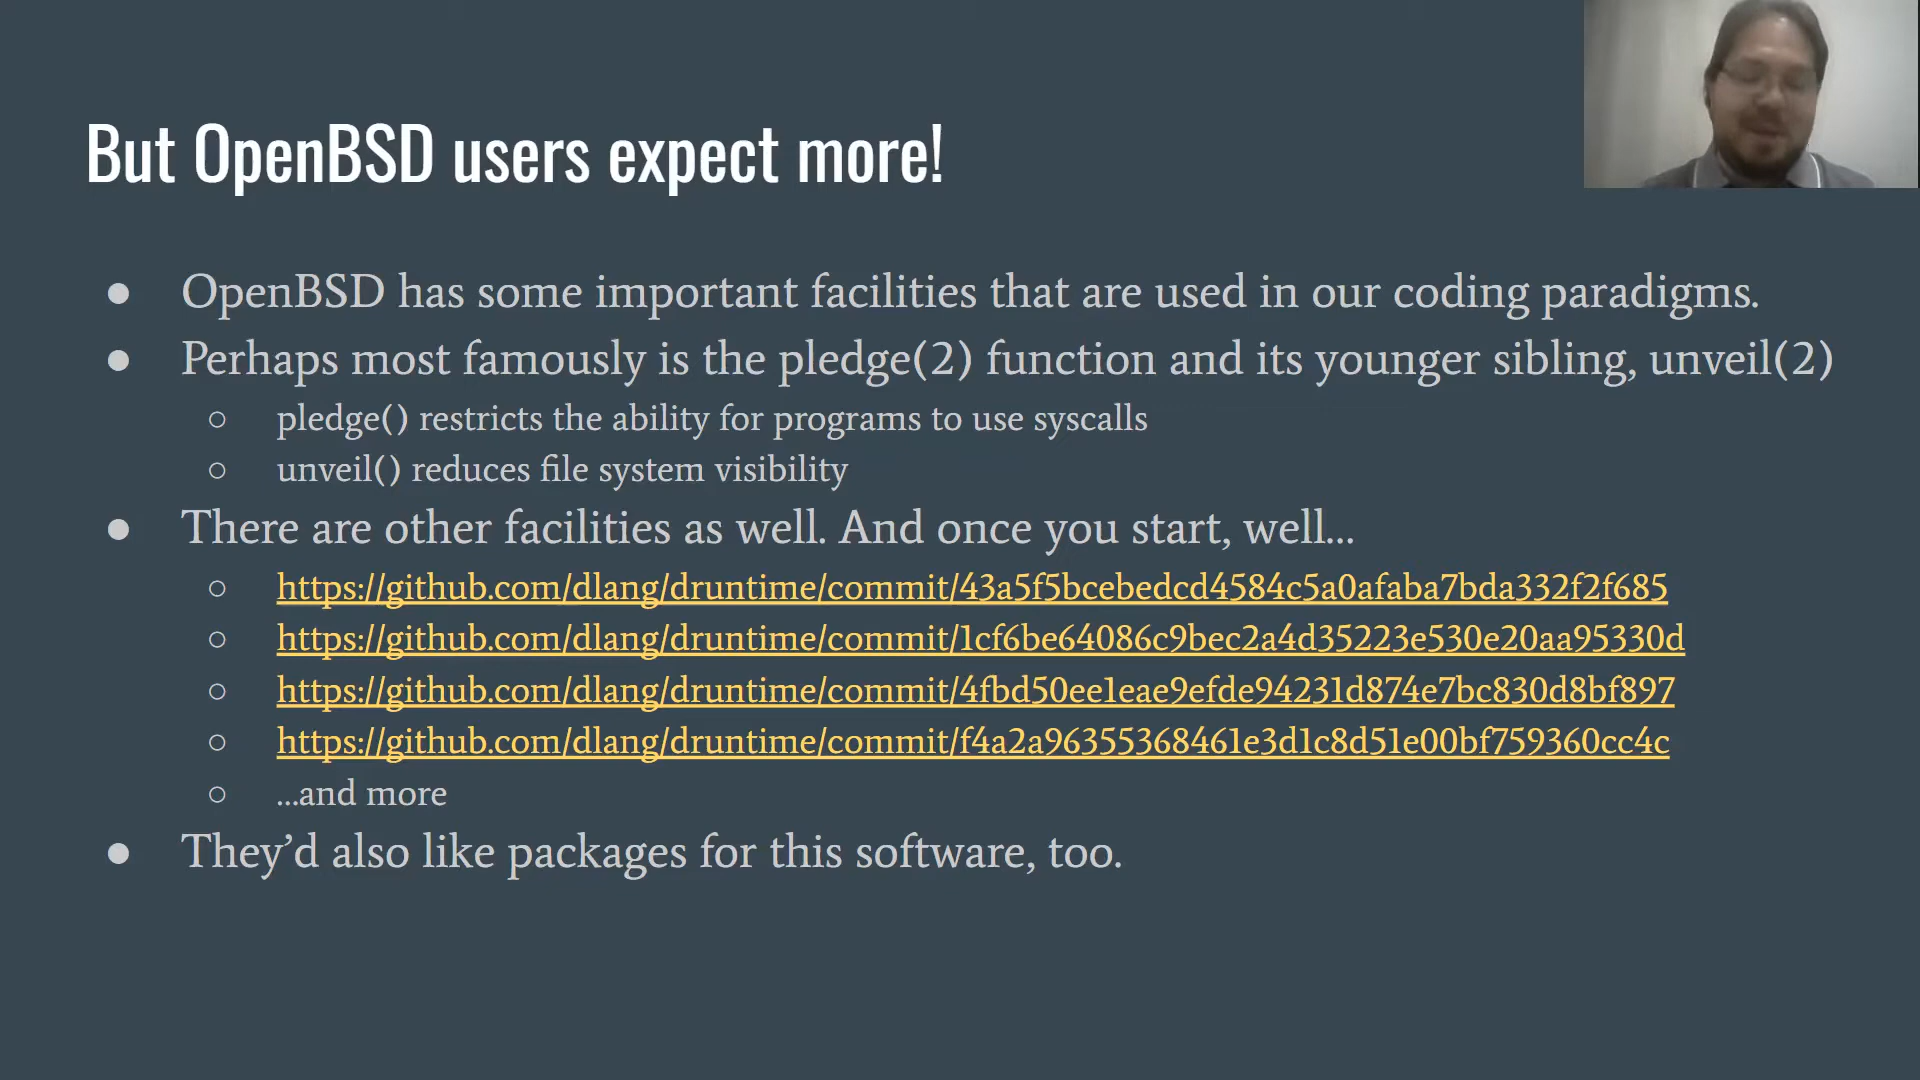 But OpenBSD users expect more!
● OpenBSD has some important facilities that are used in our coding paradigms.
● Perhaps most famously is the pledge(2) function and its younger sibling, unveil(2)
○ pledge() restricts the ability for programs to use syscalls
○ unveil() reduces file system visibility
● There are other facilities as well. And once you start, well...
○ https://github.com/dlang/druntime/commit/43a5f5bcebedcd4584c5a0afaba7bda332f2f685
○ https://github.com/dlang/druntime/commit/1cf6be64086c9bec2a4d35223e530e20aa95330d
○ https://github.com/dlang/druntime/commit/4fbd50ee1eae9efde94231d874e7bc830d8bf897
○ https://github.com/dlang/druntime/commit/f4a2a96355368461e3d1c8d51e00bf759360cc4c
○ ...and more
● They’d also like packages for this software, too.